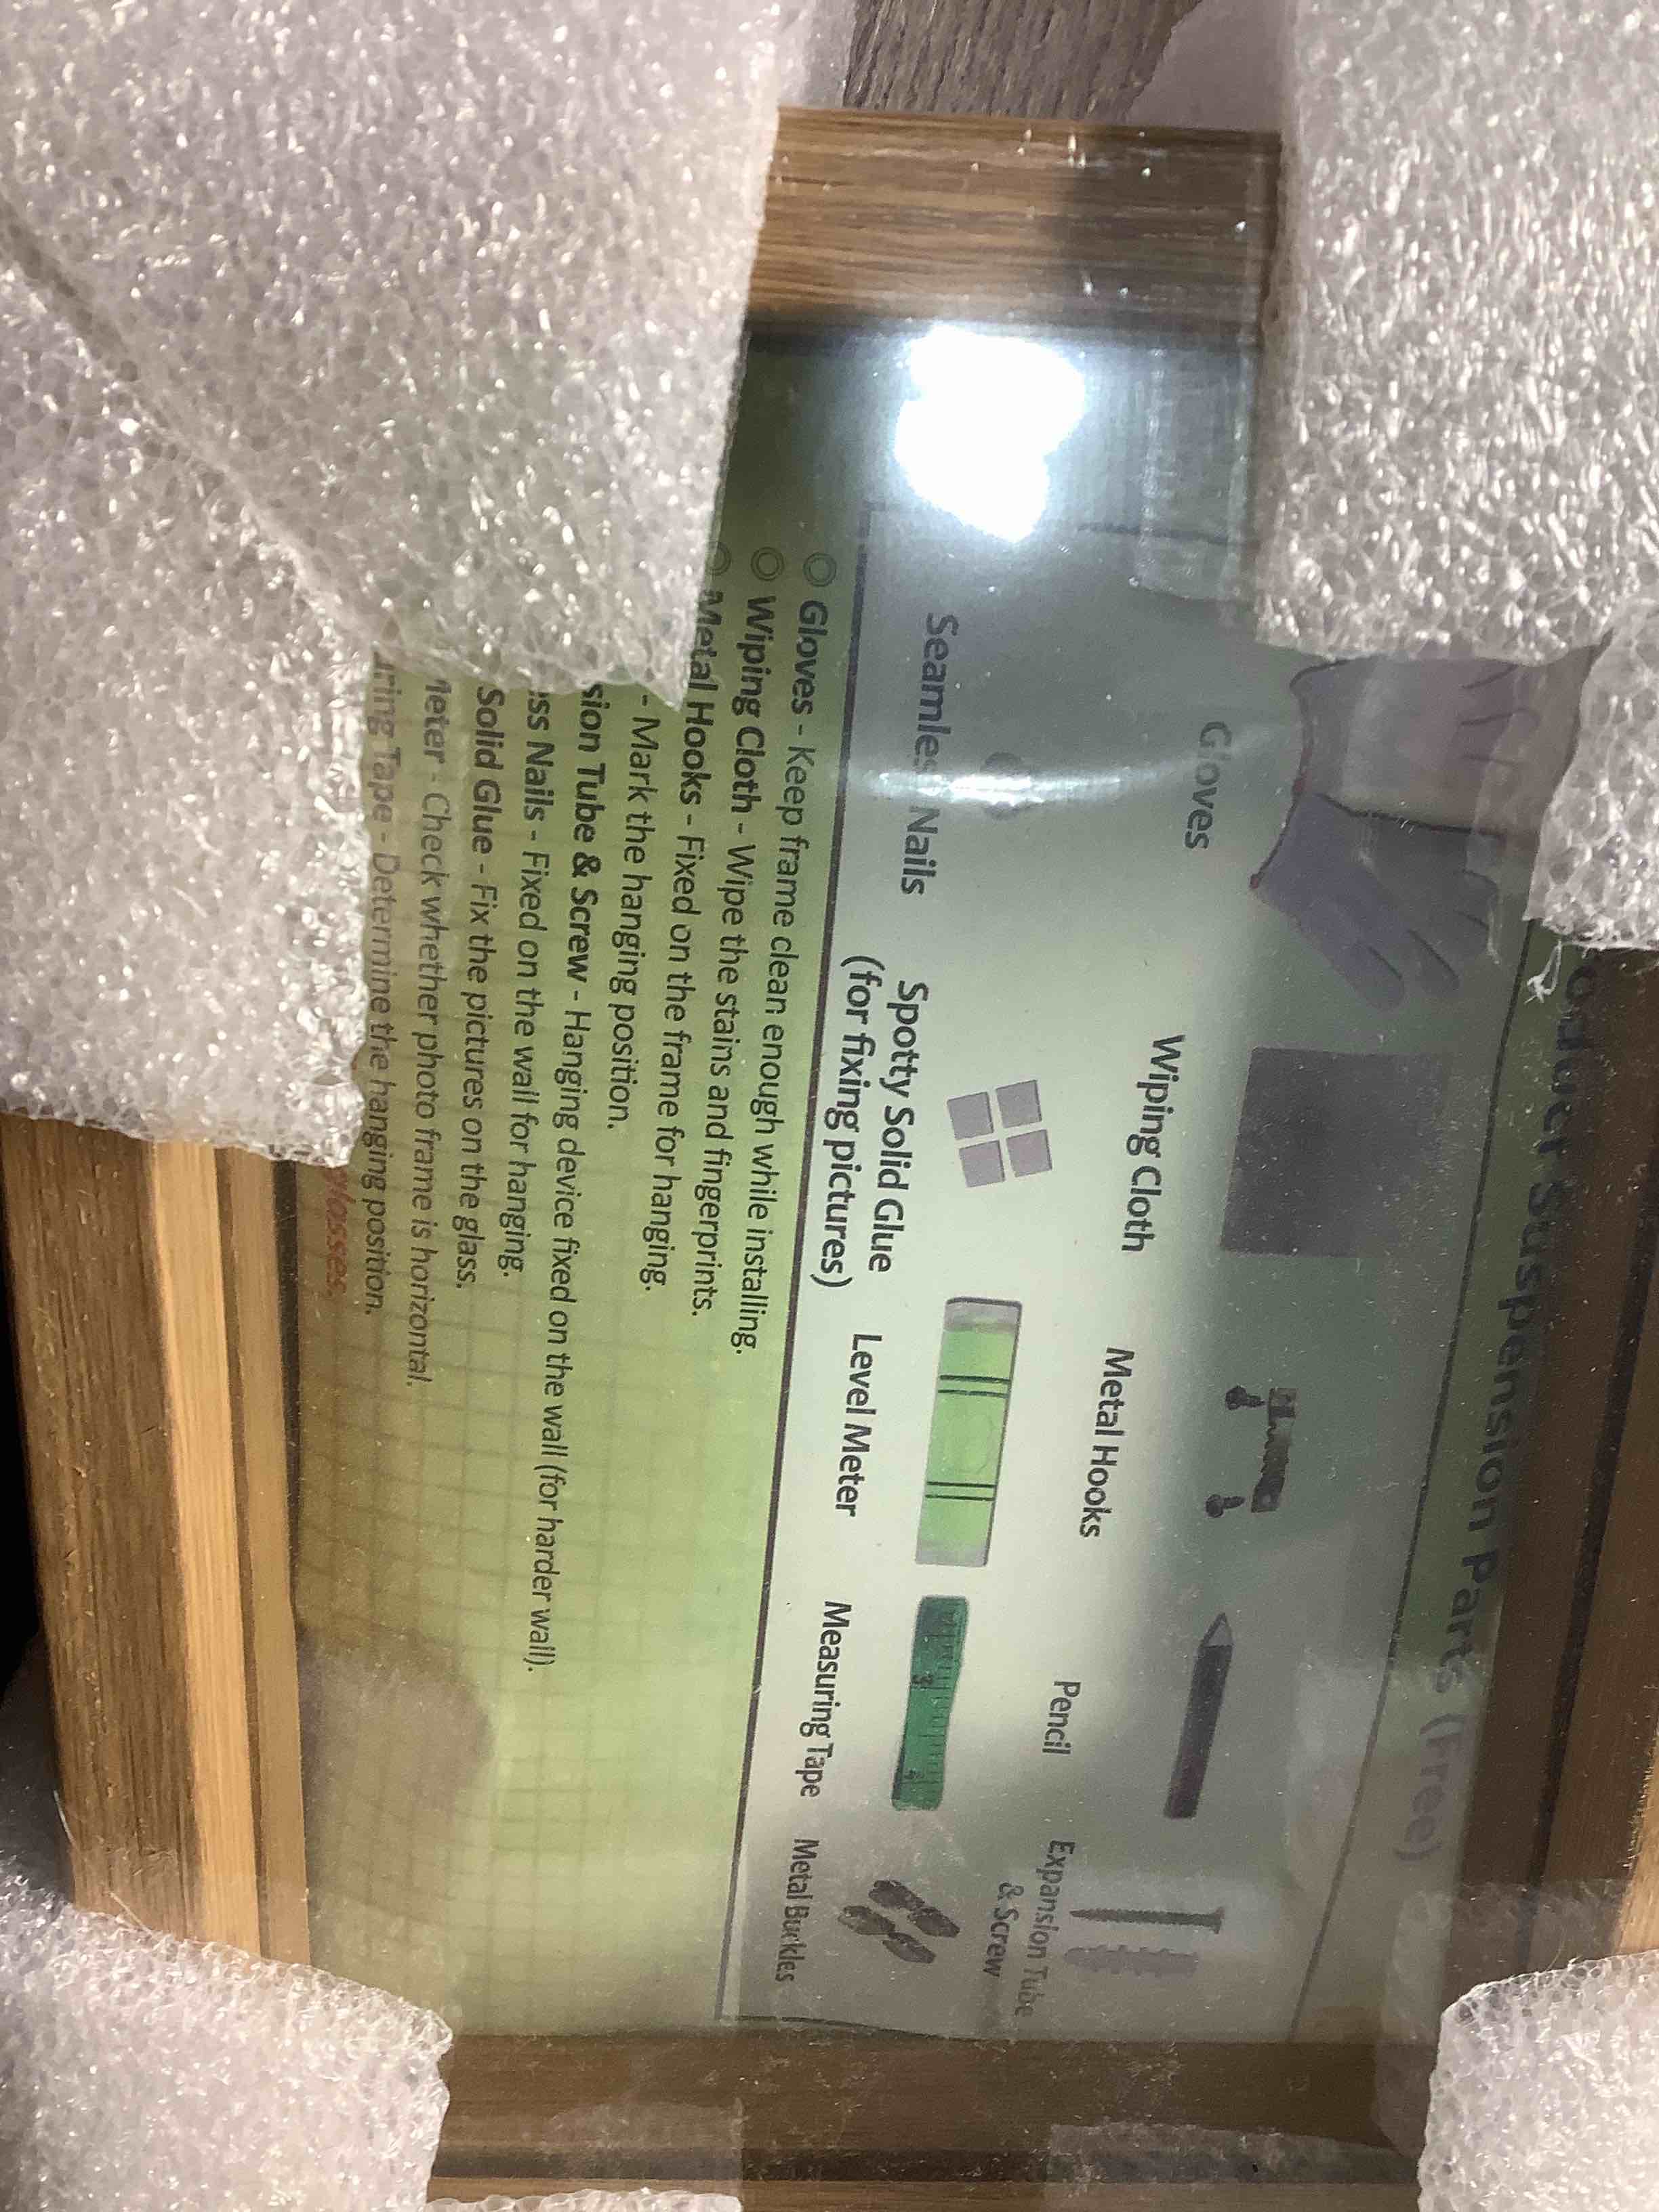 Suspension Parts (Free)
Gloves
Wiping Cloth
Metal Hooks
Pencil
Expansion Tube
& Screw
Seamless Nails
Spotty Solid Glue
(for fixing pictures)
Level Meter
Measuring Tape
Metal Buckles
○ Gloves - Keep frame clean enough while installing.
○ Wiping Cloth - Wipe the stains and fingerprints.
○ Metal Hooks - Fixed on the frame for hanging.
- Mark the hanging position.
sion Tube & Screw - Hanging device fixed on the wall (for harder wall).
ss Nails - Fixed on the wall for hanging.
Solid Glue - Fix the pictures on the glass.
Meter - Check whether photo frame is horizontal.
ring Tape - Determine the hanging position.